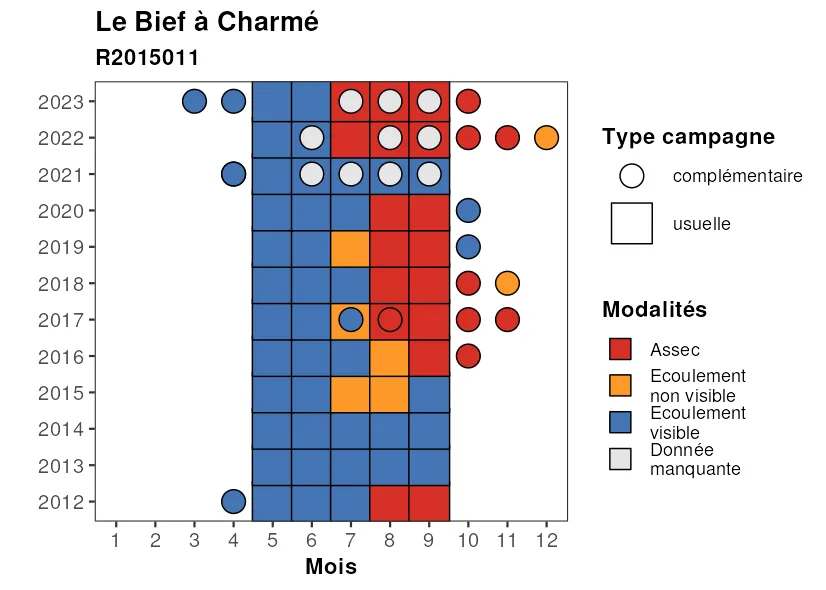 Le Bief à Charmé
R2015011
2023
2022
2021
2020
2019
2018
2017
2016
2015
2014
2013
2012
1 2 3 4 5 6 7 8 9 10 11 12
Mois
Type campagne
complémentaire
usuelle
Modalités
Assec
Ecoulement
non visible
Ecoulement
visible
Donnée
manquante